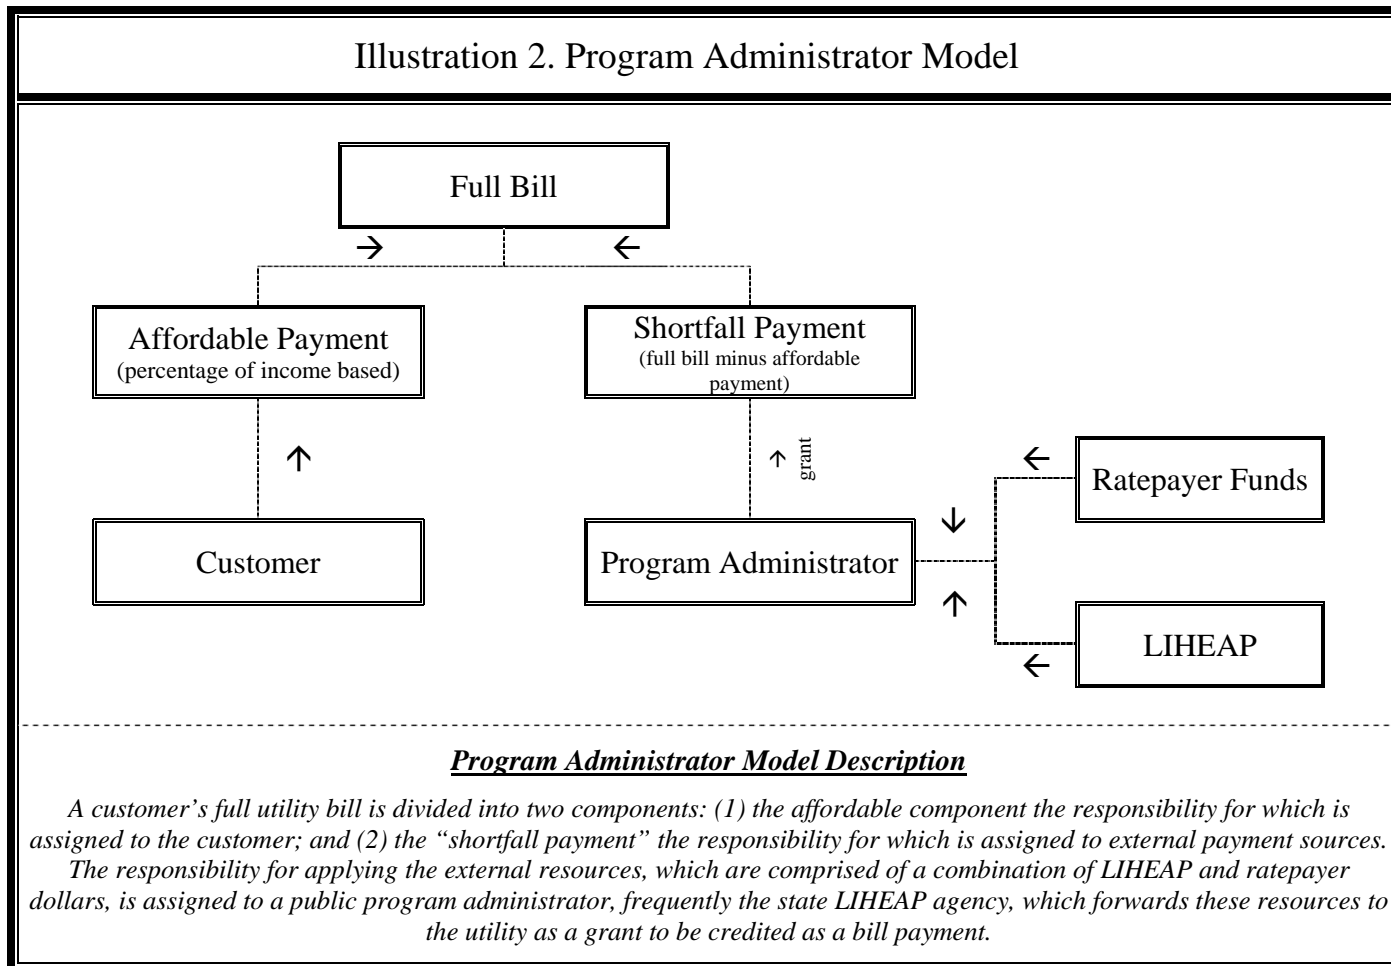 Illustration 2. Program Administrator Model
Full Bill
Affordable Payment
(percentage of income based)
Shortfall Payment
(full bill minus affordable
payment)
grant
Ratepayer Funds
Customer
Program Administrator
LIHEAP
Program Administrator Model Description
A customer’s full utility bill is divided into two components: (1) the affordable component the responsibility for which is
assigned to the customer; and (2) the “shortfall payment” the responsibility for which is assigned to external payment sources.
The responsibility for applying the external resources, which are comprised of a combination of LIHEAP and ratepayer
dollars, is assigned to a public program administrator, frequently the state LIHEAP agency, which forwards these resources to
the utility as a grant to be credited as a bill payment.